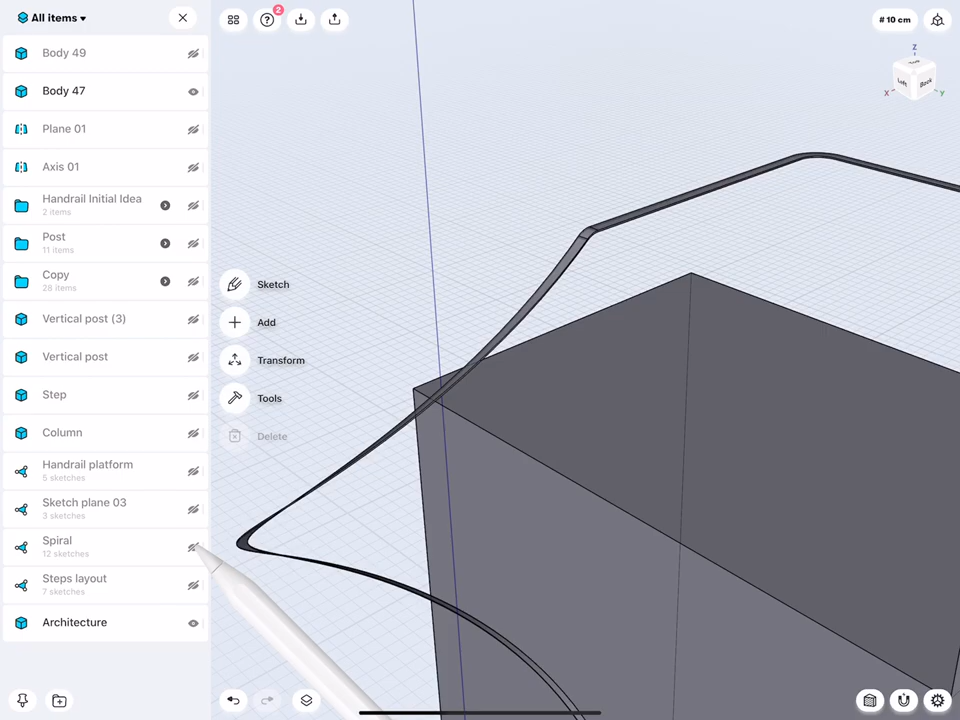 All items
2
# 10 cm
Body 49
Z
Left
Back
X
Y
Body 47
Plane 01
Axis 01
Handrail Initial Idea
2 items
Post
11 items
Copy
26 items
Sketch
Vertical post (3)
Add
Vertical post
Transform
Step
Tools
Column
Delete
Handrail platform
5 sketches
Sketch plane 03
3 sketches
Spiral
12 sketches
Steps layout
7 sketches
Architecture